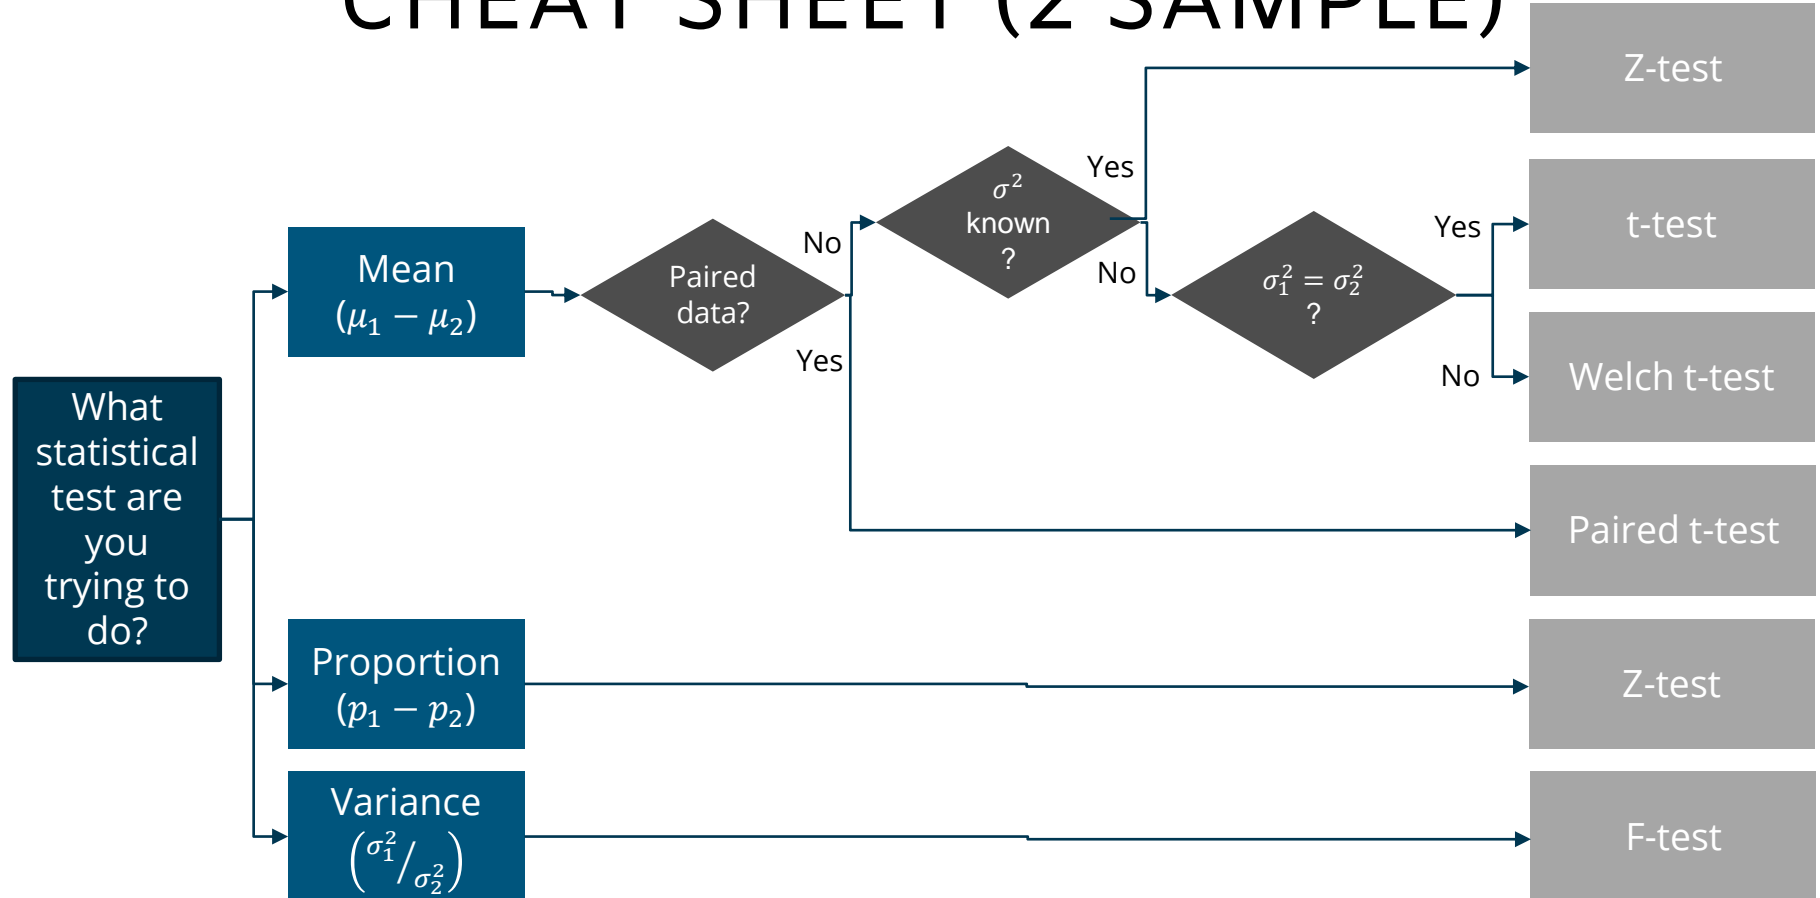 CHEAT SHEET (2 SAMPLE)
What
statistical
test are
you
trying to
do?
Mean
(μ₁ − μ₂)
Paired
data?
No
Yes
σ²
known
?
Yes
No
σ₁² = σ₂²
?
Yes
No
Z-test
t-test
Welch t-test
Paired t-test
Proportion
(p₁ − p₂)
Z-test
Variance
(σ₁²/σ₂²)
F-test